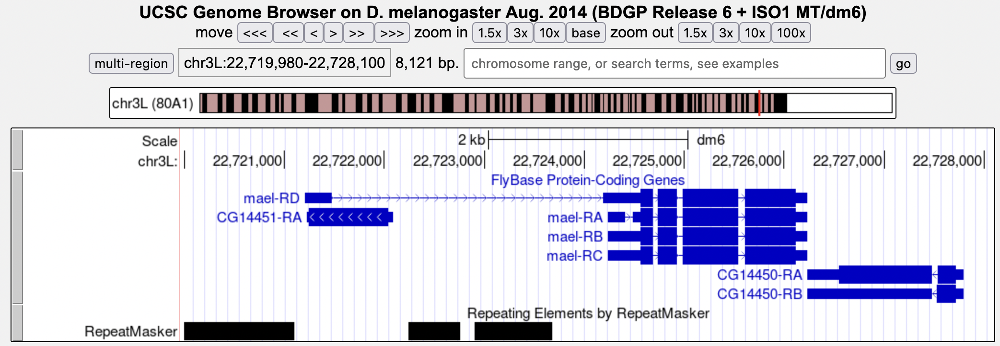 UCSC Genome Browser on D. melanogaster Aug. 2014 (BDGP Release 6 + ISO1 MT/dm6)
move <<< << < > >> >>> zoom in 1.5x 3x 10x base zoom out 1.5x 3x 10x 100x
multi-region chr3L:22,719,980-22,728,100 8,121 bp. chromosome range, or search terms, see examples go
chr3L (80A1)
Scale 2 kb dm6
chr3L: 22,721,000 22,722,000 22,723,000 22,724,000 22,725,000 22,726,000 22,727,000 22,728,000
FlyBase Protein-Coding Genes
mael-RD
CG14451-RA mael-RA
mael-RB
mael-RC
CG14450-RA
CG14450-RB
Repeating Elements by RepeatMasker
RepeatMasker